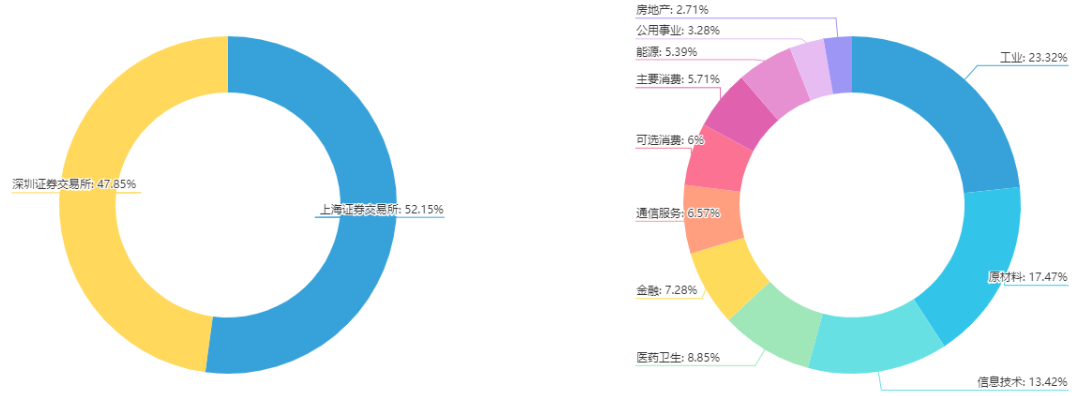 深圳证券交易所: 47.85%
上海证券交易所: 52.15%
房地产: 2.71%
公用事业: 3.28%
能源: 5.39%
主要消费: 5.71%
可选消费: 6%
通信服务: 6.57%
金融: 7.28%
医药卫生: 8.85%
工业: 23.32%
原材料: 17.47%
信息技术: 13.42%